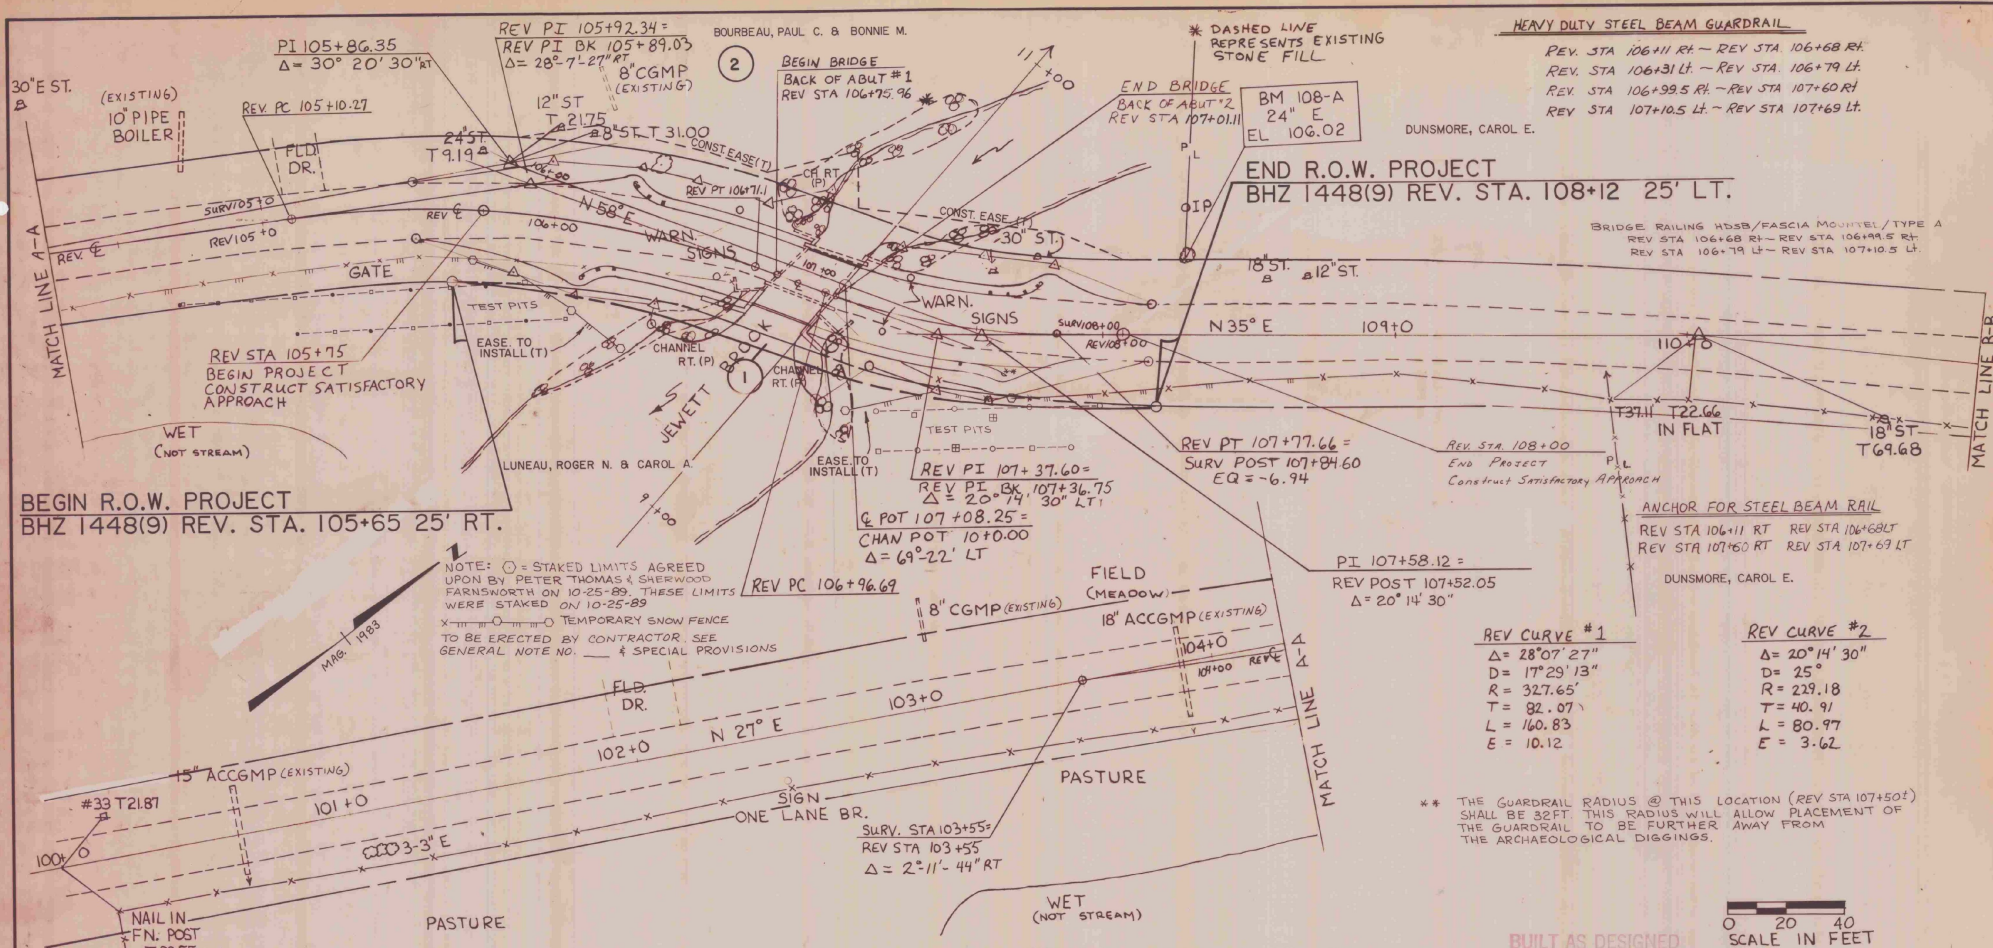 PI 105+86.35
Δ= 30° 20' 30" RT
REV PI 105+92.34 =
REV PI BK 105+89.03
Δ= 28°-7'-27" RT
8" CGMP
(EXISTING)
BOURBEAU, PAUL C. & BONNIE M.
2
BEGIN BRIDGE
BACK OF ABUT #1
REV STA 106+75.96
* DASHED LINE
REPRESENTS EXISTING
STONE FILL
HEAVY DUTY STEEL BEAM GUARDRAIL
REV. STA 106+11 Rt. ~ REV STA 106+68 Rt.
REV. STA 106+31 Lt. ~ REV STA. 106+79 Lt.
REV. STA 106+99.5 Rt. ~ REV STA 107+60 Rt
REV STA 107+10.5 Lt. ~ REV STA 107+69 Lt.
11+00
END BRIDGE
BACK OF ABUT #2
REV STA 107+01.11
BM 108-A
24" E
EL 106.02
DUNSMORE, CAROL E.
30" E ST.
(EXISTING)
10" PIPE
BOILER
REV. PC 105+10.27
12" ST
T 21.75
8" ST. T 31.00
24" ST.
T 9.19
FLD.
DR.
CONST. EASE (T)
CH. RT.
(P)
REV PT 106+71.1
106+00
END R.O.W. PROJECT
BHZ 1448(9) REV. STA. 108+12 25' LT.
P
L
IP
CONST. EASE. (T)
30" ST.
18" ST.
12" ST.
BRIDGE RAILING HDSB/FASCIA MOUNTED/TYPE A
REV STA 106+68 Rt ~ REV STA 106+99.5 Rt
REV STA 106+79 Lt ~ REV STA 107+10.5 Lt.
SURV 105+0
REV 105+0
REV ℄
106+00
N 58° E
WARN.
SIGNS
107+00
REV. ℄
GATE
MATCH LINE A-A
TEST PITS
EASE. TO
INSTALL (T)
CHANNEL
RT. (P)
CHANNEL
RT. (P)
1
JEWETT BROOK
WARN.
SIGNS
SURV 108+00
REV 108+00
N 35° E
109+0
110+0
MATCH LINE B-B
REV STA 105+75
BEGIN PROJECT
CONSTRUCT SATISFACTORY
APPROACH
WET
(NOT STREAM)
LUNEAU, ROGER N. & CAROL A.
TEST PITS
EASE. TO
INSTALL (T)
T37.11
T22.66
IN FLAT
18" ST
T69.68
REV PI 107+37.60=
REV PI BK 107+36.75
Δ= 20° 14' 30" LT
REV PT 107+77.66 =
SURV POST 107+84.60
EQ = -6.94
REV. STA. 108+00
END PROJECT
Construct Satisfactory APPROACH
P
L
BEGIN R.O.W. PROJECT
BHZ 1448(9) REV. STA. 105+65 25' RT.
9+00
℄ POT 107+08.25 =
CHAN POT 10+0.00
Δ= 69°-22' LT
REV PC 106+96.69
ANCHOR FOR STEEL BEAM RAIL
REV STA 106+11 RT REV STA 106+68 LT
REV STA 107+60 RT REV STA 107+69 LT
DUNSMORE, CAROL E.
PI 107+58.12 =
REV POST 107+52.05
Δ= 20° 14' 30"
NOTE: ○ = STAKED LIMITS AGREED
UPON BY PETER THOMAS & SHERWOOD
FARNSWORTH ON 10-25-89. THESE LIMITS
WERE STAKED ON 10-25-89
TEMPORARY SNOW FENCE
TO BE ERECTED BY CONTRACTOR. SEE
GENERAL NOTE NO. ___ & SPECIAL PROVISIONS
MAG. 1983
FIELD
(MEADOW)
8" CGMP (EXISTING)
18" ACCGMP (EXISTING)
104+0
104+00
REV ℄
MATCH LINE A-A
REV CURVE #1
Δ= 28°07'27"
D= 17°29'13"
R = 327.65'
T = 82.07
L = 160.83
E = 10.12
REV CURVE #2
Δ= 20°14'30"
D= 25°
R = 229.18
T = 40.91
L = 80.97
E = 3.62
FLD.
DR.
102+0
N 27° E
103+0
15" ACCGMP (EXISTING)
#33 T21.87
101+0
100+0
3-3" E
SIGN
ONE LANE BR.
PASTURE
SURV. STA 103+55=
REV STA 103+55
Δ= 2°-11'-44" RT
** THE GUARDRAIL RADIUS @ THIS LOCATION (REV STA 107+50±)
SHALL BE 32FT. THIS RADIUS WILL ALLOW PLACEMENT OF
THE GUARDRAIL TO BE FURTHER AWAY FROM
THE ARCHAEOLOGICAL DIGGINGS.
NAIL IN
FN. POST
PASTURE
WET
(NOT STREAM)
0 20 40
SCALE IN FEET
BUILT AS DESIGNED